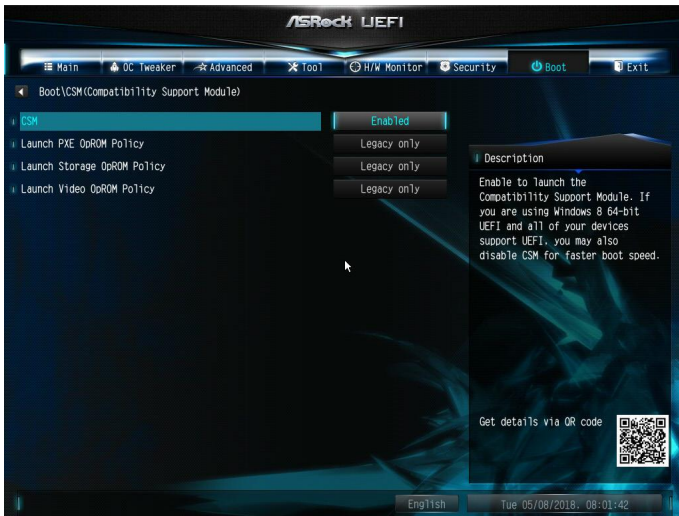 ASRock UEFI
Main OC Tweaker Advanced Tool H/W Monitor Security Boot Exit
Boot\CSM(Compatibility Support Module)
CSM Enabled
Launch PXE OpROM Policy Legacy only
Launch Storage OpROM Policy Legacy only
Launch Video OpROM Policy Legacy only
Description
Enable to launch the
Compatibility Support Module. If
you are using Windows 8 64-bit
UEFI and all of your devices
support UEFI, you may also
disable CSM for faster boot speed.
Get details via QR code
English Tue 05/08/2018, 08:01:42